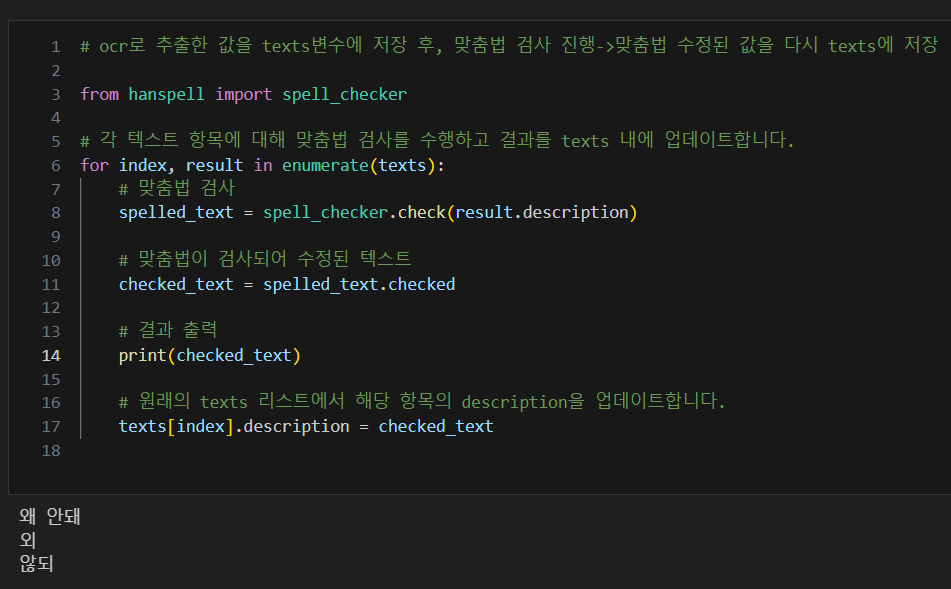 1 # ocr로 추출한 값을 texts변수에 저장 후, 맞춤법 검사 진행->맞춤법 수정된 값을 다시 texts에 저장
2
3 from hanspell import spell_checker
4
5 # 각 텍스트 항목에 대해 맞춤법 검사를 수행하고 결과를 texts 내에 업데이트합니다.
6 for index, result in enumerate(texts):
7     # 맞춤법 검사
8     spelled_text = spell_checker.check(result.description)
9
10     # 맞춤법이 검사되어 수정된 텍스트
11     checked_text = spelled_text.checked
12
13     # 결과 출력
14     print(checked_text)
15
16     # 원래의 texts 리스트에서 해당 항목의 description을 업데이트합니다.
17     texts[index].description = checked_text
18
왜 안돼
외
않되